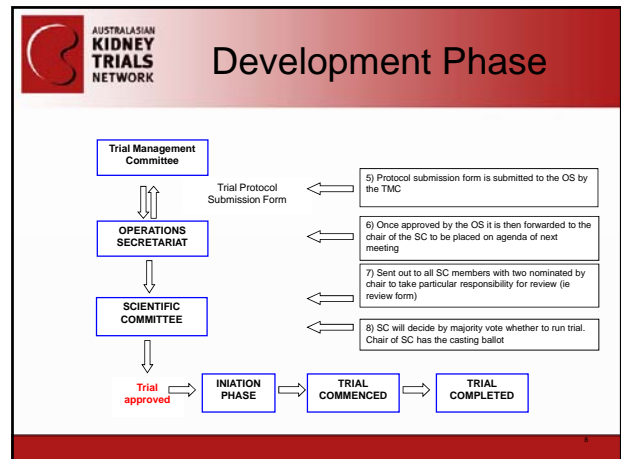 AUSTRALASIAN
KIDNEY
TRIALS
NETWORK
Development Phase
Trial Management
Committee
Trial Protocol
Submission Form
5) Protocol submission form is submitted to the OS by
the TMC
OPERATIONS
SECRETARIAT
6) Once approved by the OS it is then forwarded to the
chair of the SC to be placed on agenda of next
meeting
7) Sent out to all SC members with two nominated by
chair to take particular responsibility for review (ie
review form)
SCIENTIFIC
COMMITTEE
8) SC will decide by majority vote whether to run trial.
Chair of SC has the casting ballot
Trial
approved
INIATION
PHASE
TRIAL
COMMENCED
TRIAL
COMPLETED